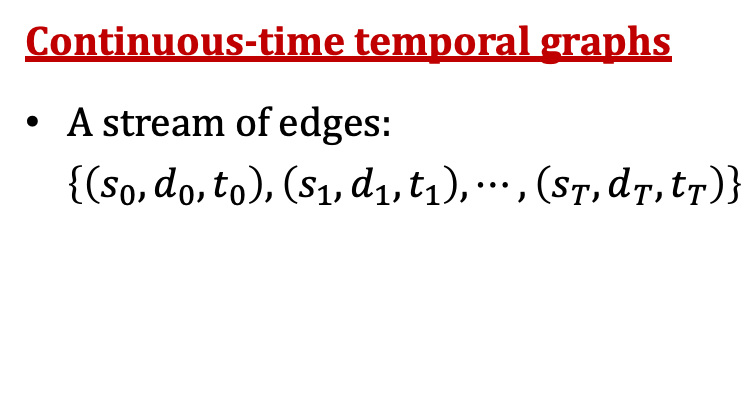 Continuous-time temporal graphs
• A stream of edges:
{(s₀, d₀, t₀), (s₁, d₁, t₁), ⋯ , (s_T, d_T, t_T)}